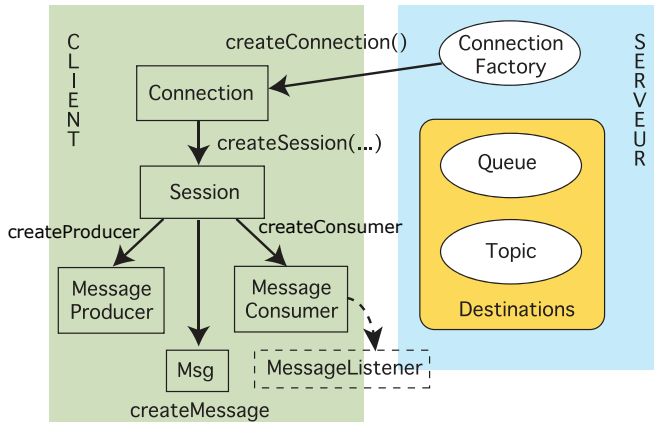 CLIENT
createConnection()
Connection
Factory
SERVEUR
Connection
createSession(...)
Queue
Session
createProducer
createConsumer
Topic
Message
Producer
Message
Consumer
Destinations
Msg
MessageListener
createMessage